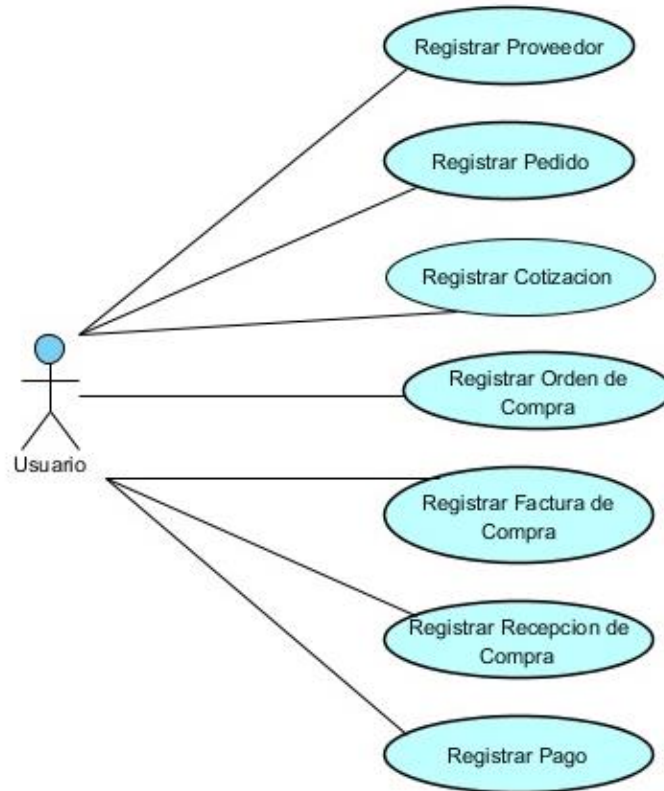 Registrar Proveedor
Registrar Pedido
Registrar Cotizacion
Registrar Orden de
Compra
Usuario
Registrar Factura de
Compra
Registrar Recepcion de
Compra
Registrar Pago